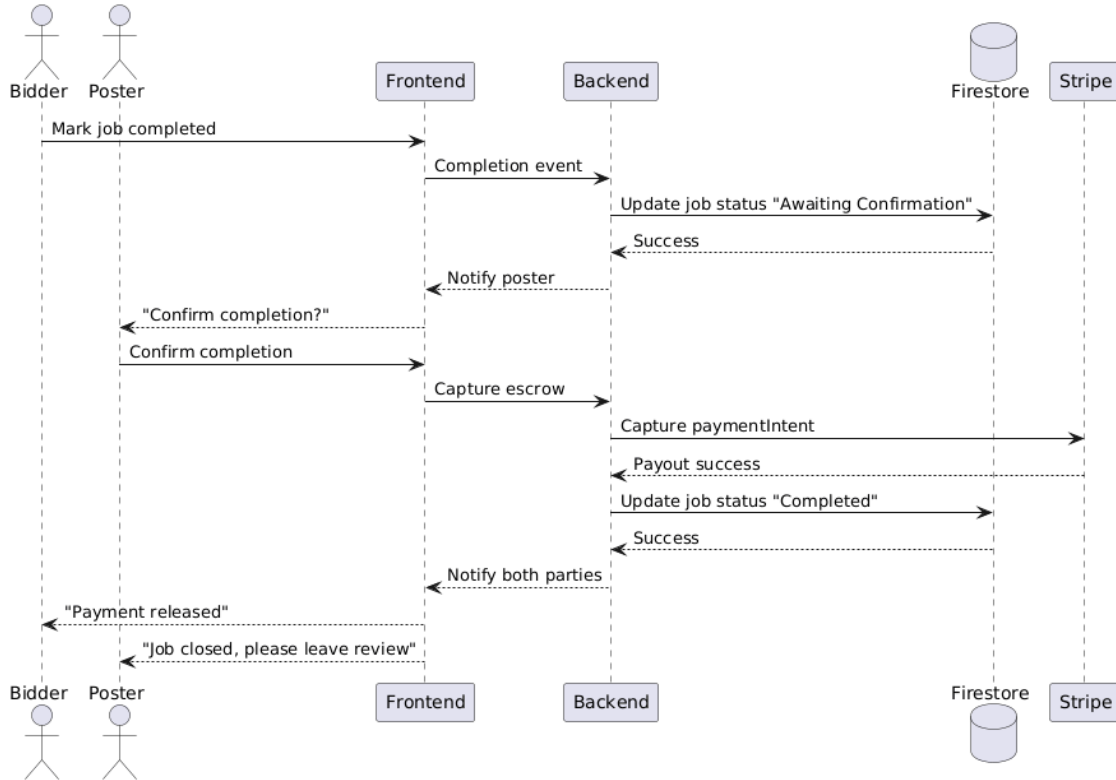 Bidder
Poster
Frontend
Backend
Firestore
Stripe
Mark job completed
Completion event
Update job status "Awaiting Confirmation"
Success
Notify poster
"Confirm completion?"
Confirm completion
Capture escrow
Capture paymentIntent
Payout success
Update job status "Completed"
Success
Notify both parties
"Payment released"
"Job closed, please leave review"
Bidder
Poster
Frontend
Backend
Firestore
Stripe